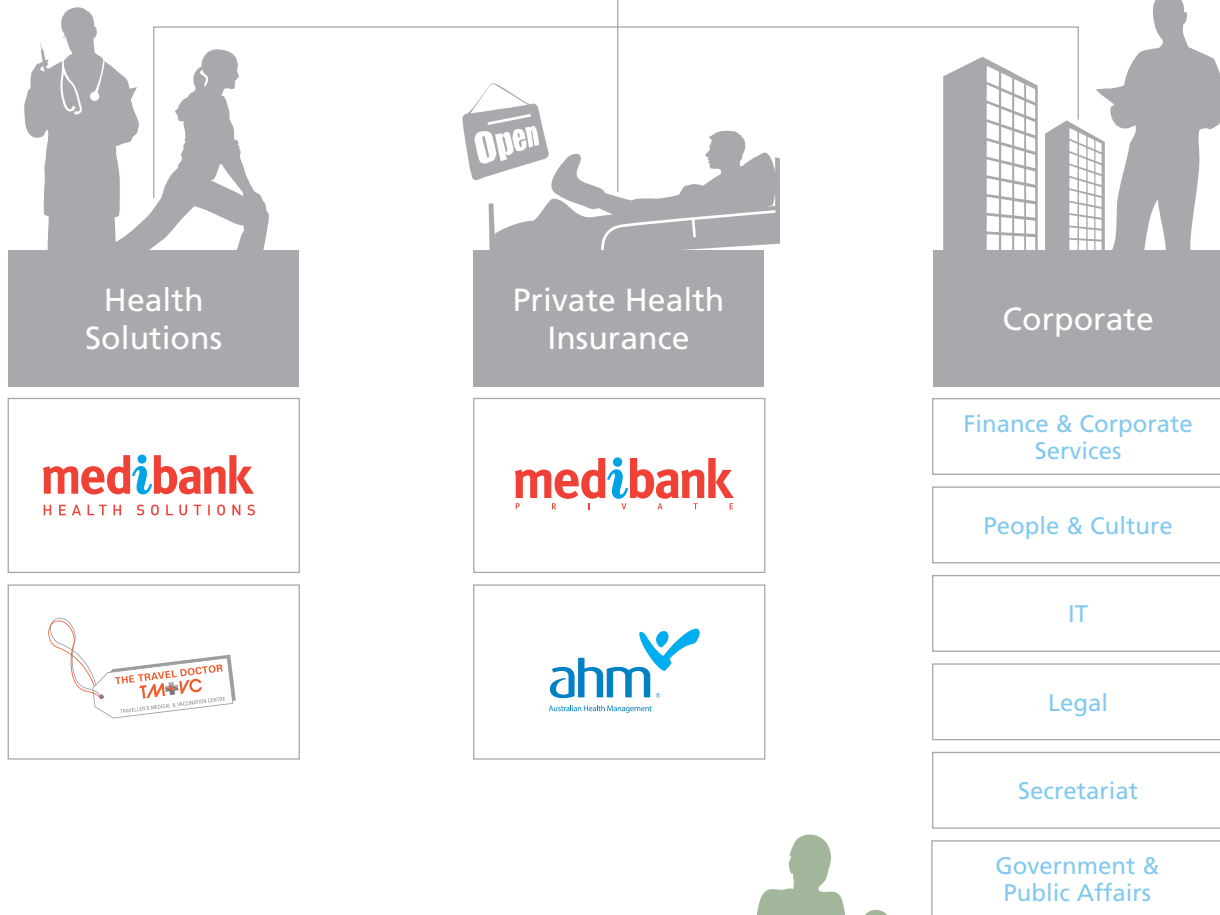 Open
Health
Solutions
Private Health
Insurance
Corporate
medibank
HEALTH SOLUTIONS
THE TRAVEL DOCTOR
TMVC
TRAVELLER'S MEDICAL & VACCINATION CENTRE
medibank
PRIVATE
ahm®
Australian Health Management
Finance & Corporate
Services
People & Culture
IT
Legal
Secretariat
Government &
Public Affairs